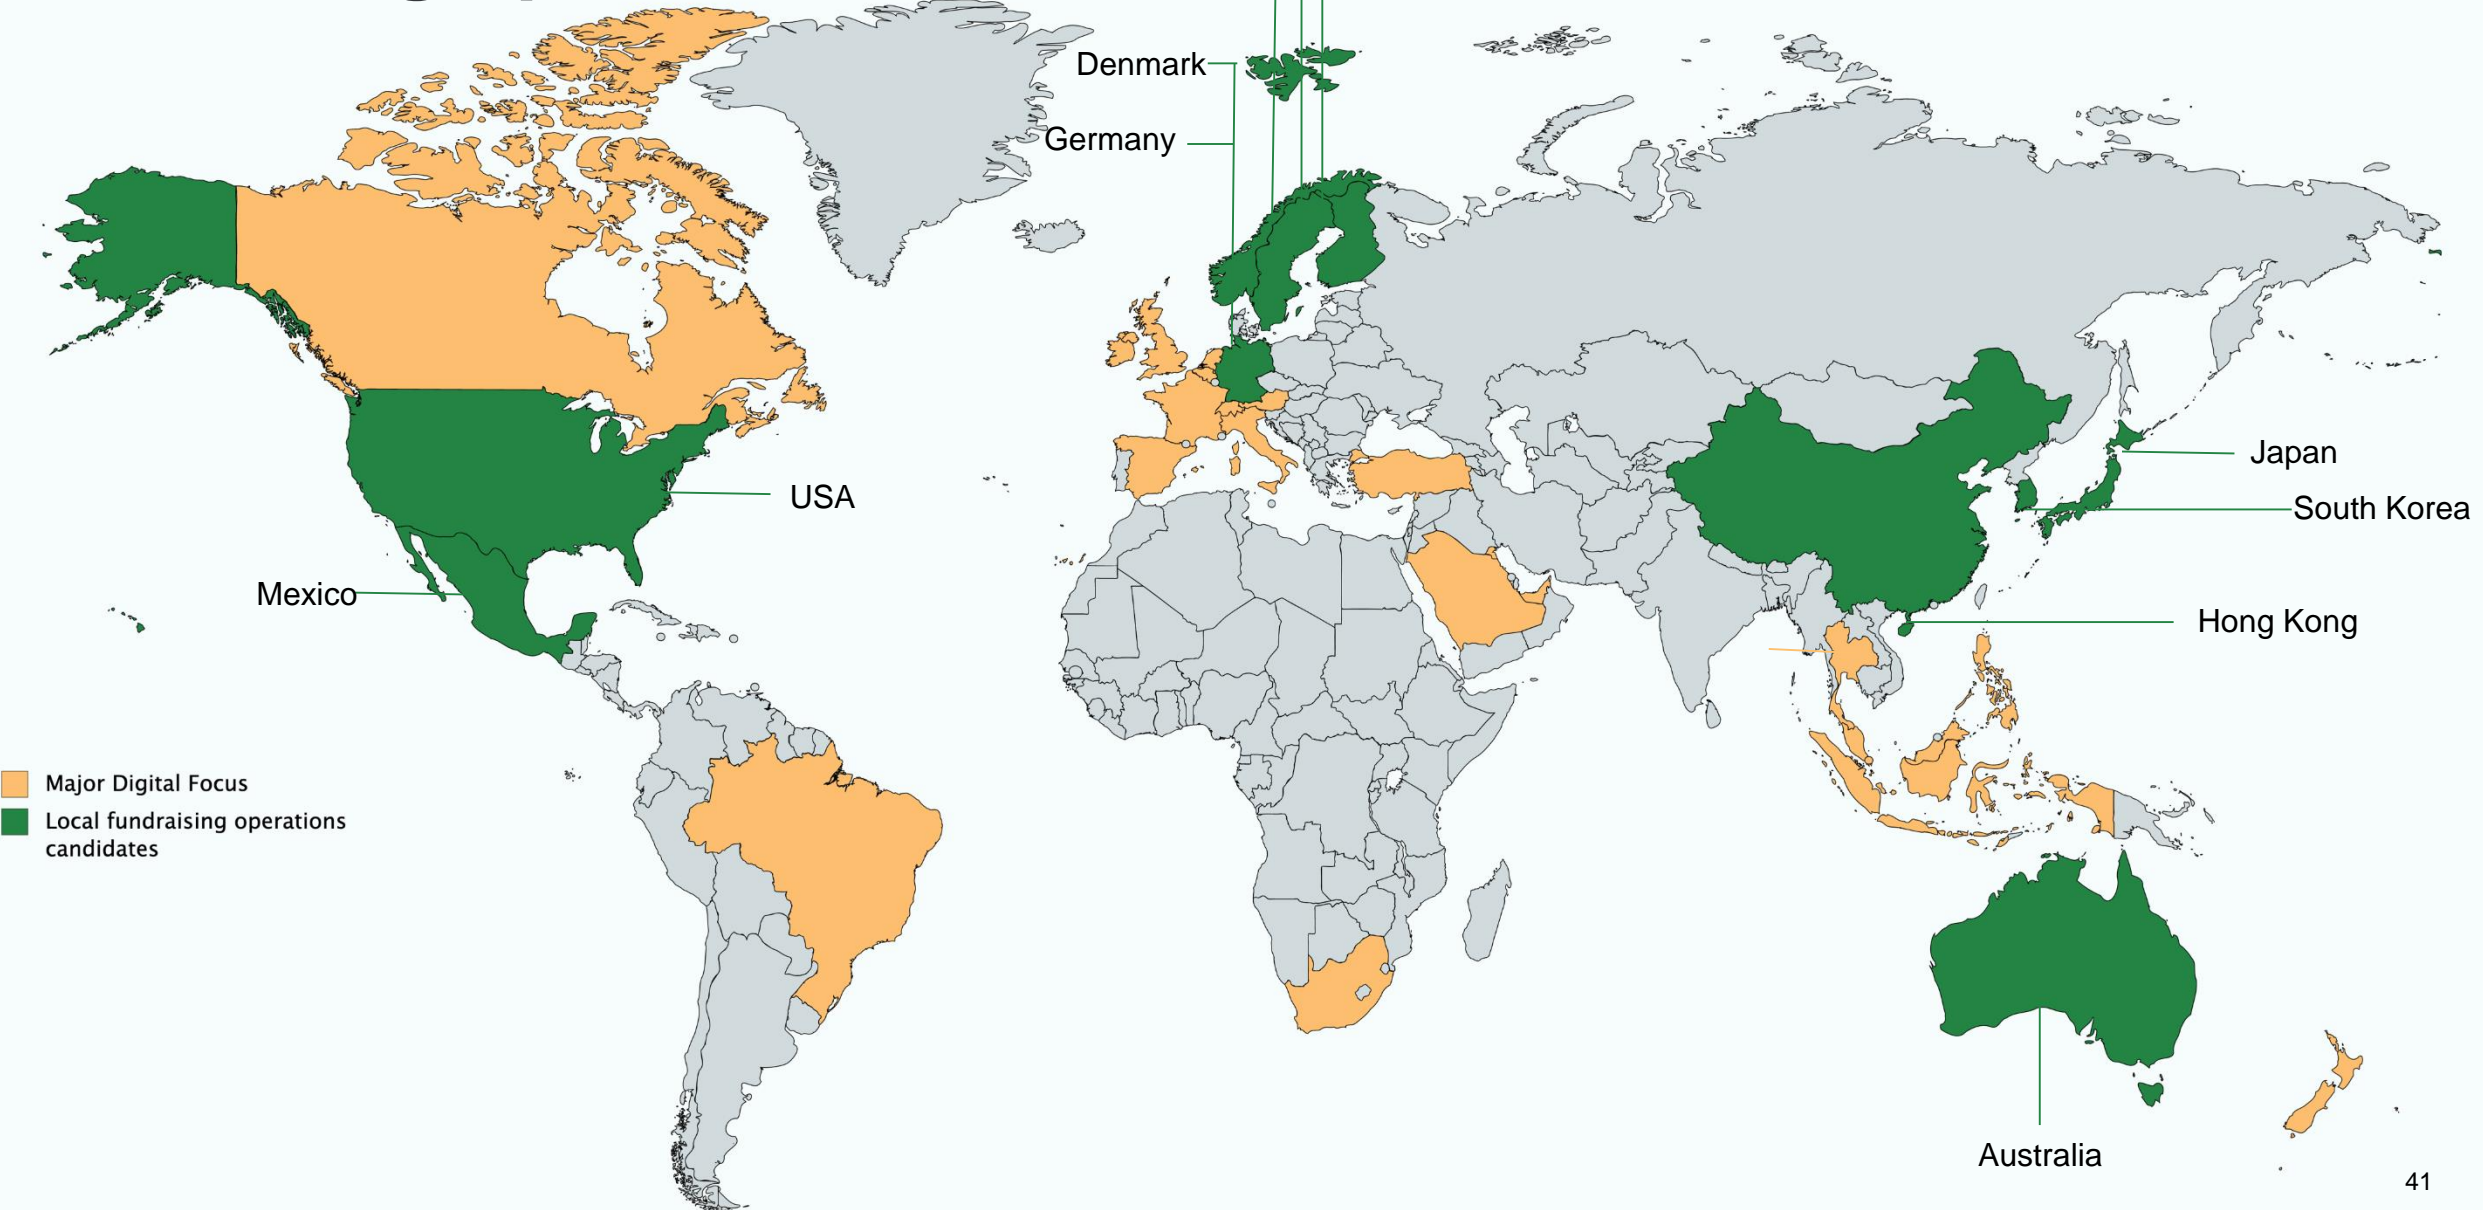 Denmark
Germany
Japan
USA
South Korea
Mexico
Hong Kong
Major Digital Focus
Local fundraising operations
candidates
Australia
41